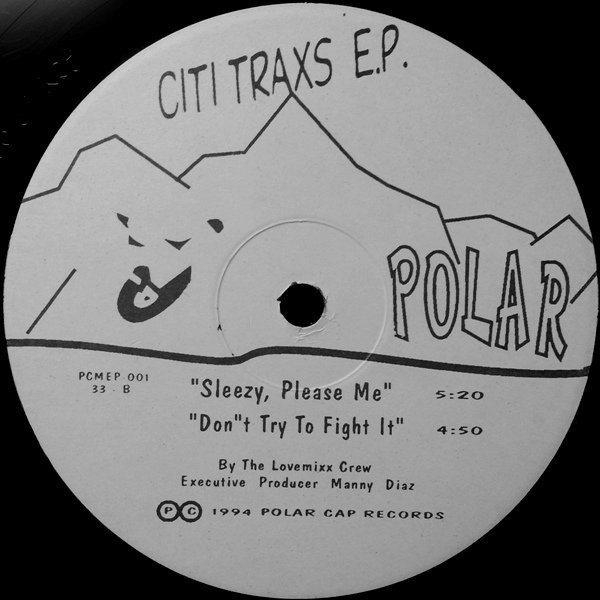 CITI TRAXS E.P.
POLAR
PCMEP 001
33 - B
"Sleezy, Please Me" 5:20
"Don"t Try To Fight It" 4:50
By The Lovemixx Crew
Executive Producer Manny Diaz
P C 1994 POLAR CAP RECORDS